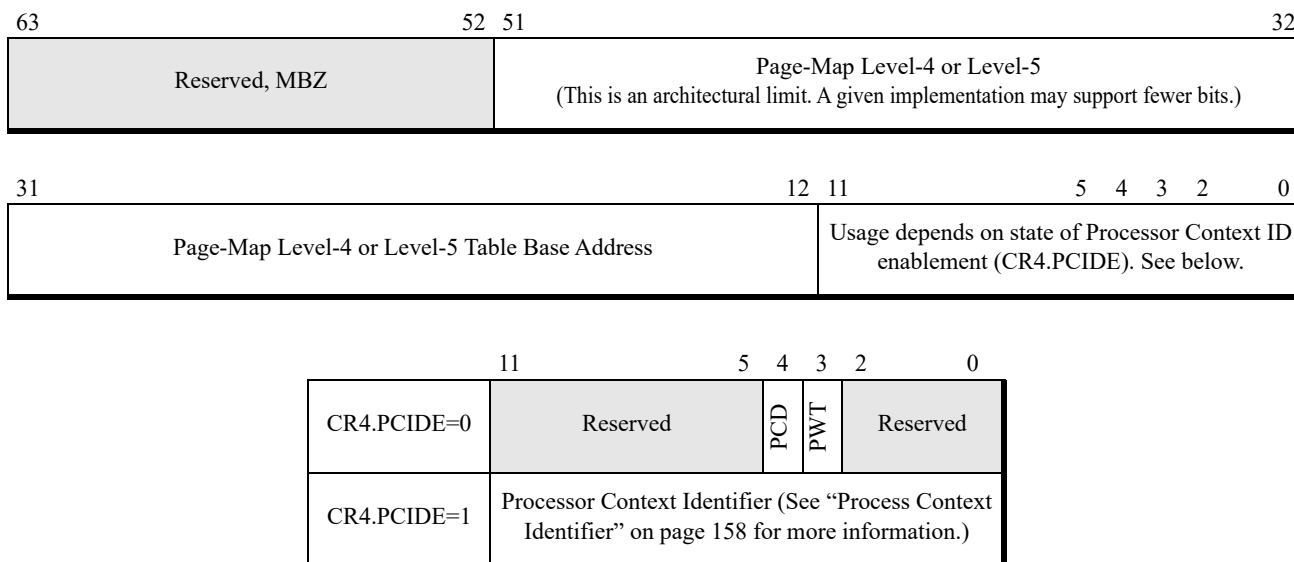 63 52 51 32
Reserved, MBZ
Page-Map Level-4 or Level-5
(This is an architectural limit. A given implementation may support fewer bits.)
31 12 11 5 4 3 2 0
Page-Map Level-4 or Level-5 Table Base Address
Usage depends on state of Processor Context ID
enablement (CR4.PCIDE). See below.
11 5 4 3 2 0
CR4.PCIDE=0
Reserved
PCD
PWT
Reserved
CR4.PCIDE=1
Processor Context Identifier (See “Process Context
Identifier” on page 158 for more information.)